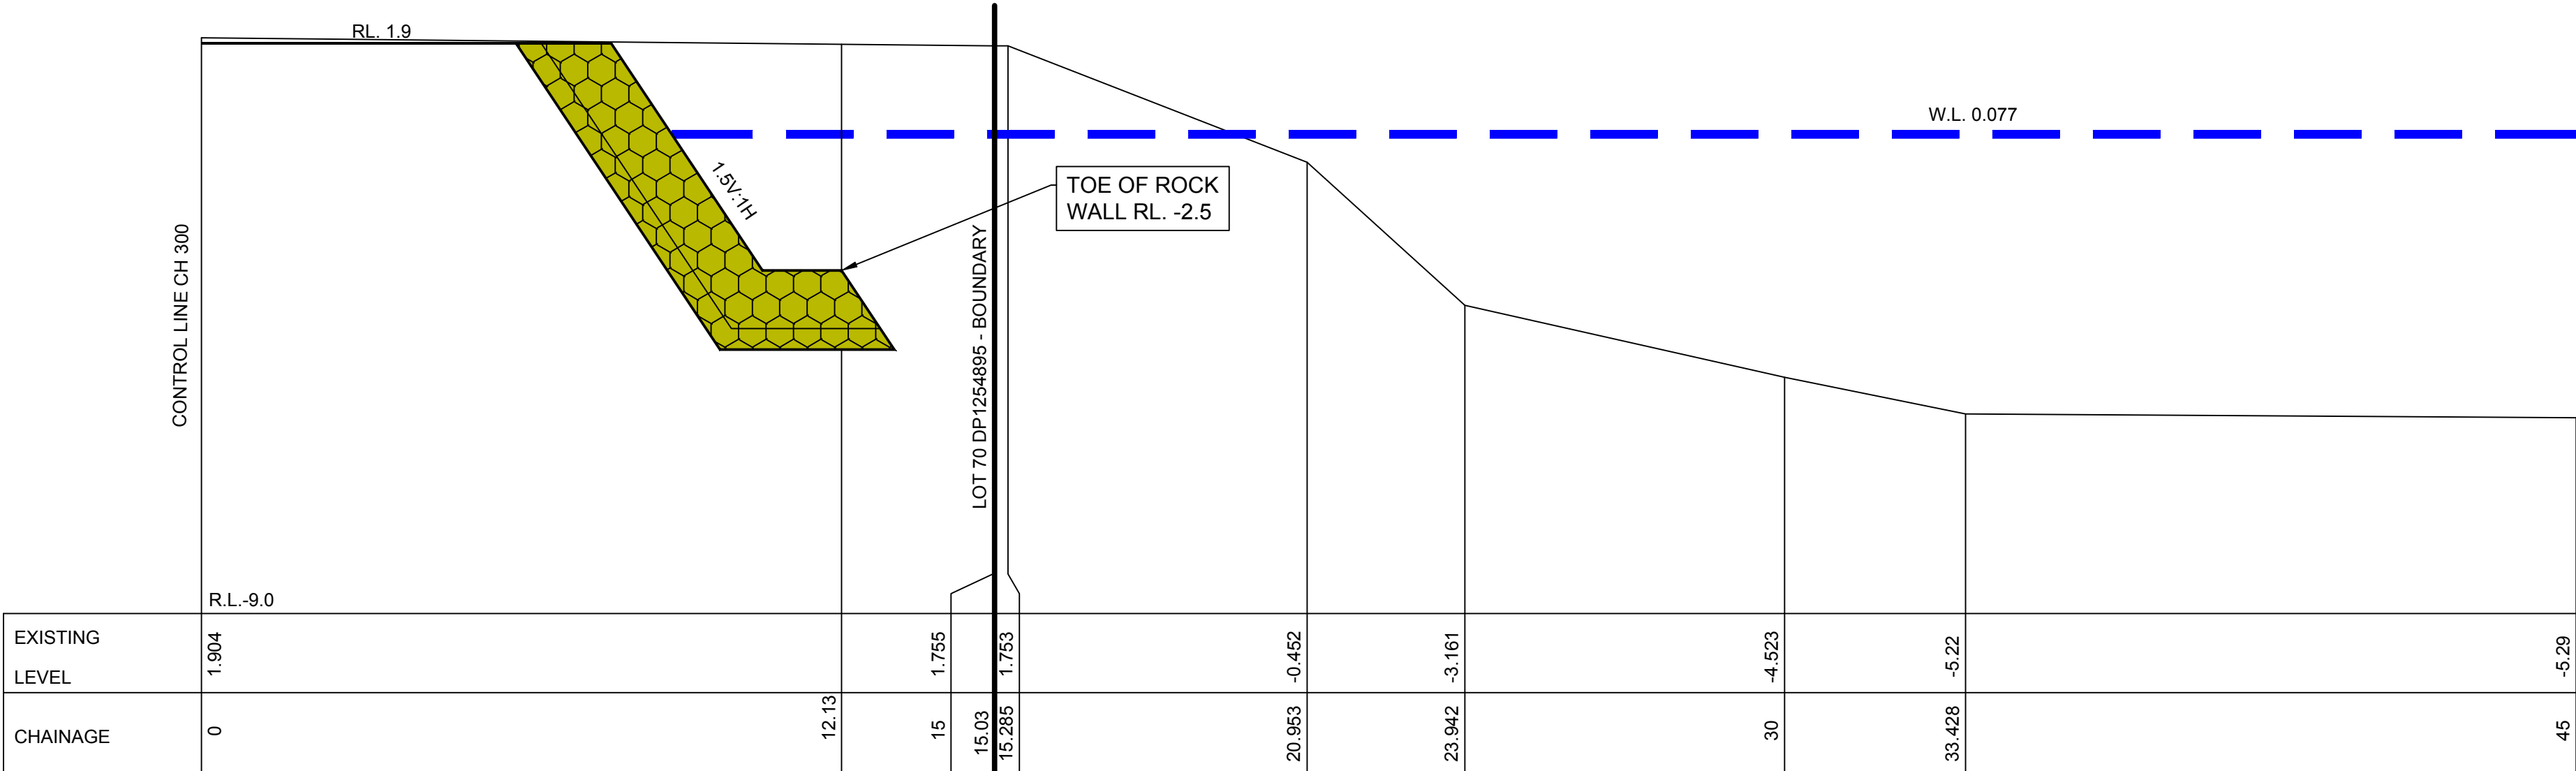 RL. 1.9
W.L. 0.077
1.5V:1H
TOE OF ROCK
WALL RL. -2.5
CONTROL LINE CH 300
LOT 70 DP1254895 - BOUNDARY
R.L.-9.0
EXISTING
LEVEL
1.904
1.755
1.753
-0.452
-3.161
-4.523
-5.22
-5.29
CHAINAGE
0
12.13
15
15.03
15.285
20.953
23.942
30
33.428
45